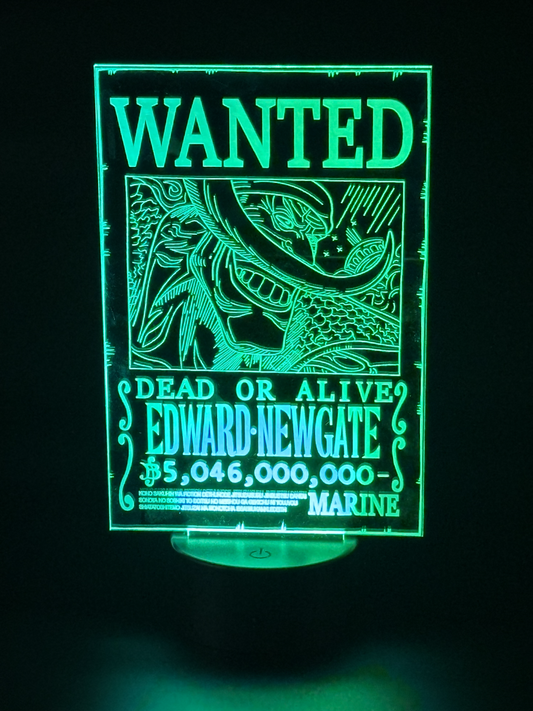 WANTED
DEAD OR ALIVE
EDWARD·NEWGATE
฿5,046,000,000-
MARINE